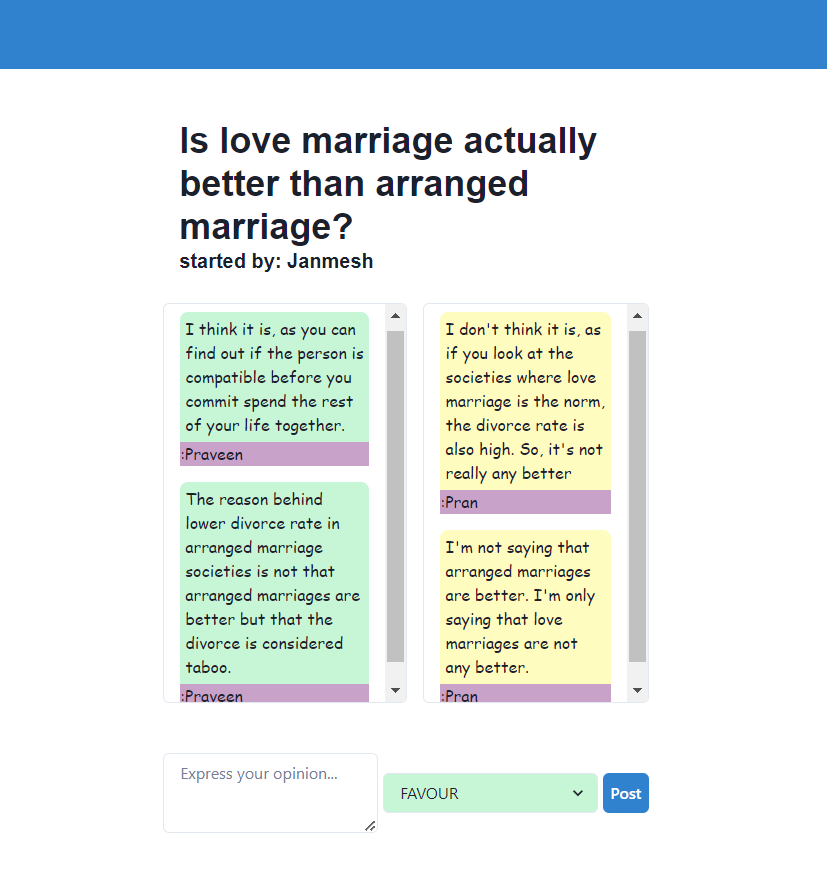 Is love marriage actually
better than arranged
marriage?
started by: Janmesh
I think it is, as you can
find out if the person is
compatible before you
commit spend the rest
of your life together.
:Praveen
The reason behind
lower divorce rate in
arranged marriage
societies is not that
arranged marriages are
better but that the
divorce is considered
taboo.
:Praveen
I don't think it is, as
if you look at the
societies where love
marriage is the norm,
the divorce rate is
also high. So, it's not
really any better
:Pran
I'm not saying that
arranged marriages
are better. I'm only
saying that love
marriages are not
any better.
:Pran
Express your opinion...
FAVOUR
Post